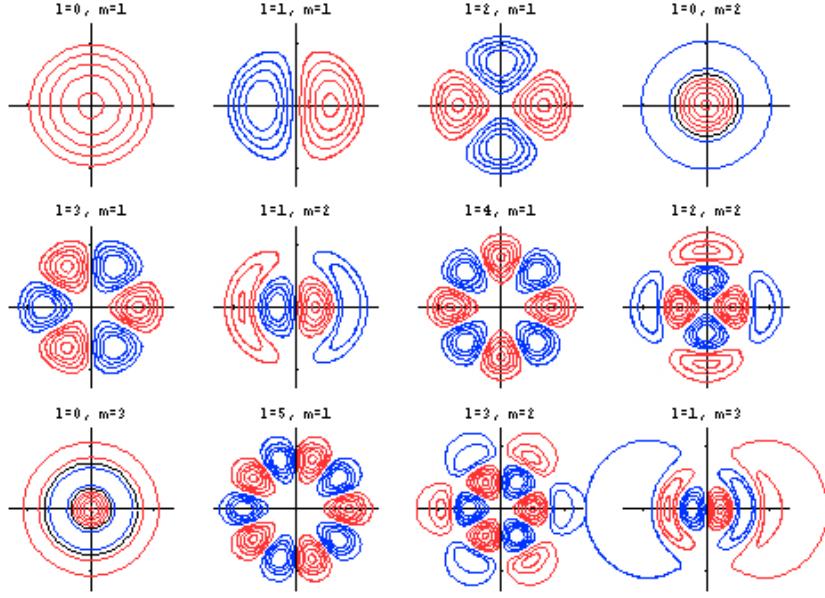 l=0, m=1
l=1, m=1
l=2, m=1
l=0, m=2
l=3, m=1
l=1, m=2
l=4, m=1
l=2, m=2
l=0, m=3
l=5, m=1
l=3, m=2
l=1, m=3